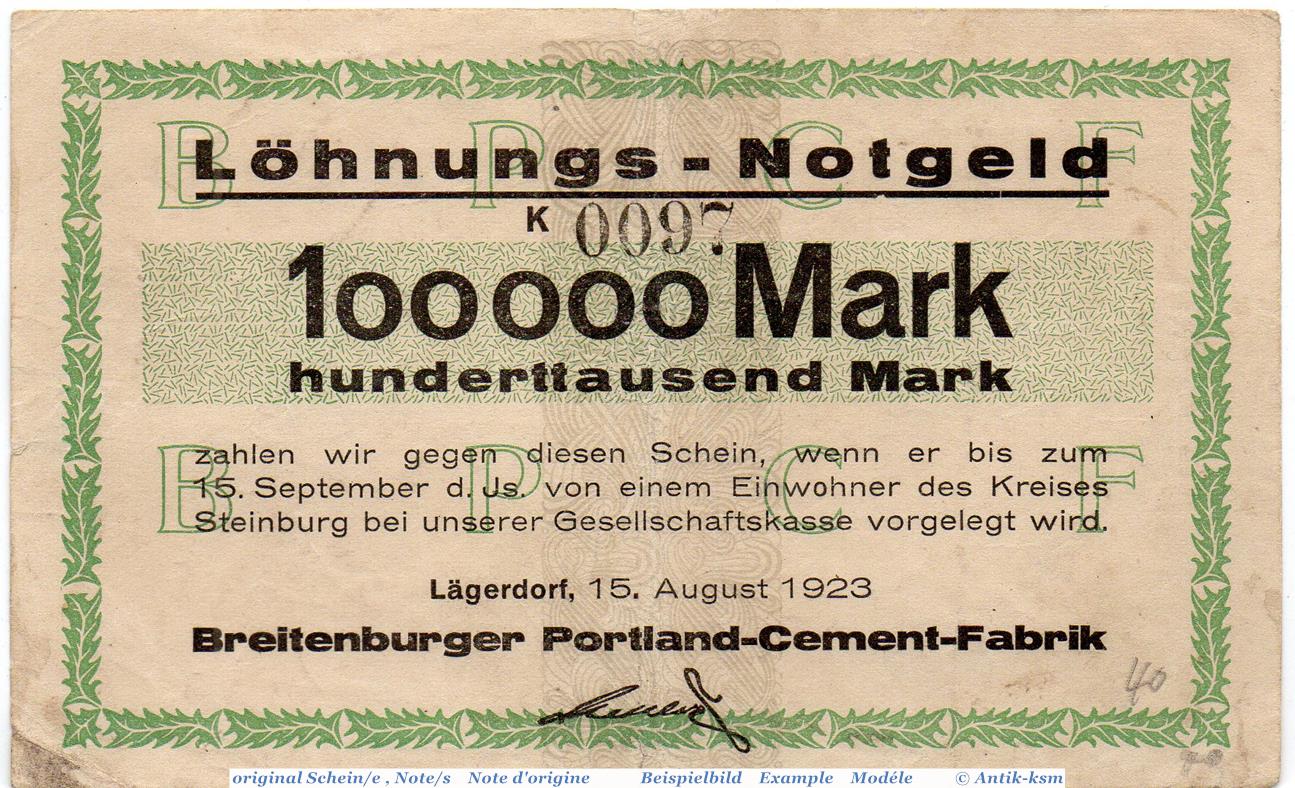 B P C F
Löhnungs-Notgeld
K 0097
100000 Mark
hunderttausend Mark
B P C F
zahlen wir gegen diesen Schein, wenn er bis zum
15. September d. Js. von einem Einwohner des Kreises
Steinburg bei unserer Gesellschaftskasse vorgelegt wird.
Lägerdorf, 15. August 1923
Breitenburger Portland-Cement-Fabrik
40
original Schein/e , Note/s Note d'origine Beispielbild Example Modéle © Antik-ksm